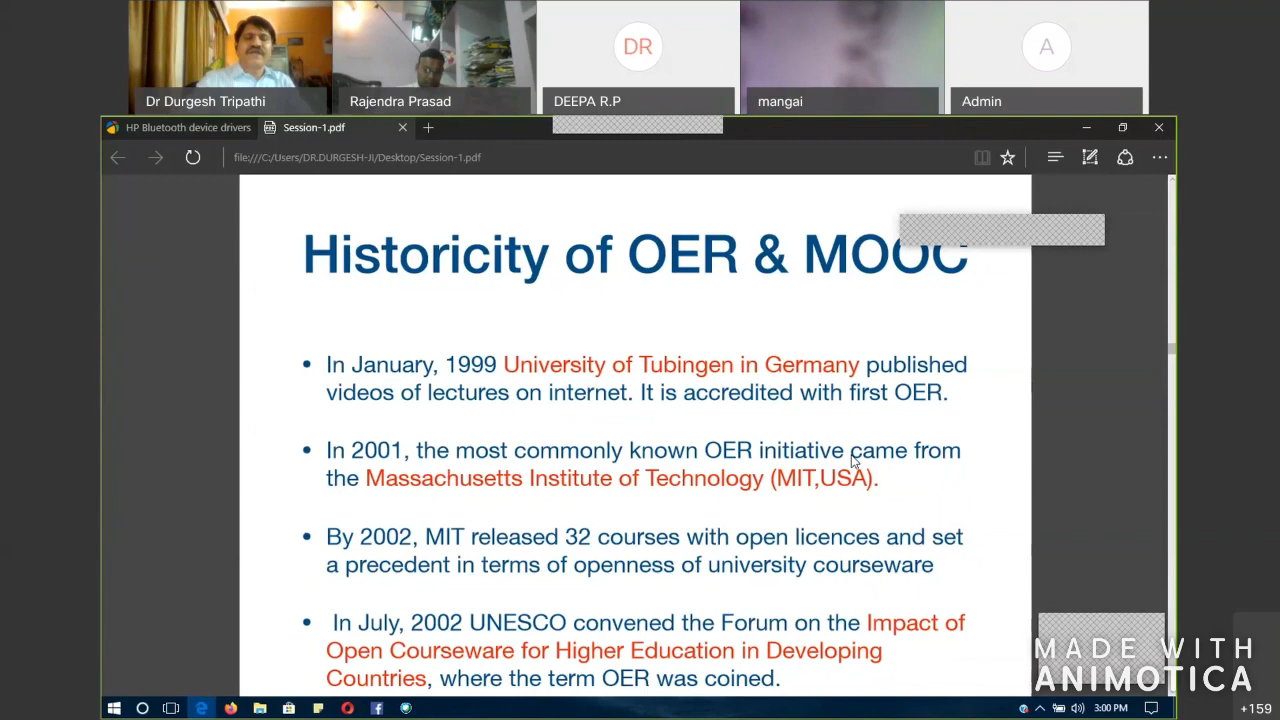 DR
A
Dr Durgesh Tripathi
Rajendra Prasad
DEEPA R.P
mangai
Admin
HP Bluetooth device drivers
Session-1.pdf
file:///C:/Users/DR.DURGESH-JI/Desktop/Session-1.pdf
Historicity of OER & MOOC
• In January, 1999 University of Tubingen in Germany published
videos of lectures on internet. It is accredited with first OER.
• In 2001, the most commonly known OER initiative came from
the Massachusetts Institute of Technology (MIT,USA).
• By 2002, MIT released 32 courses with open licences and set
a precedent in terms of openness of university courseware
• In July, 2002 UNESCO convened the Forum on the Impact of
Open Courseware for Higher Education in Developing
Countries, where the term OER was coined.
MADE WITH
ANIMOTICA
3:00 PM
+159